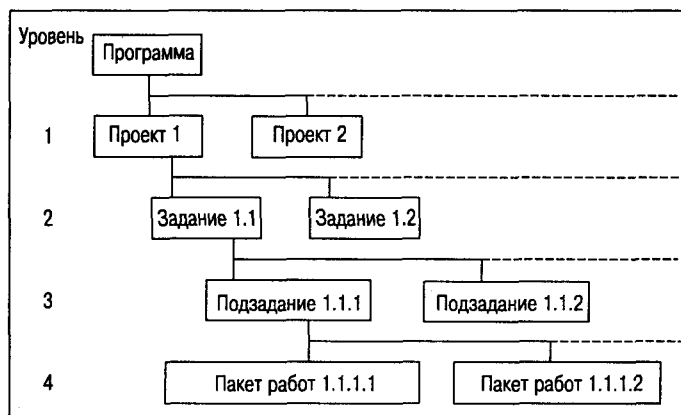 Уровень
Программа
1
Проект 1
Проект 2
2
Задание 1.1
Задание 1.2
3
Подзадание 1.1.1
Подзадание 1.1.2
4
Пакет работ 1.1.1.1
Пакет работ 1.1.1.2